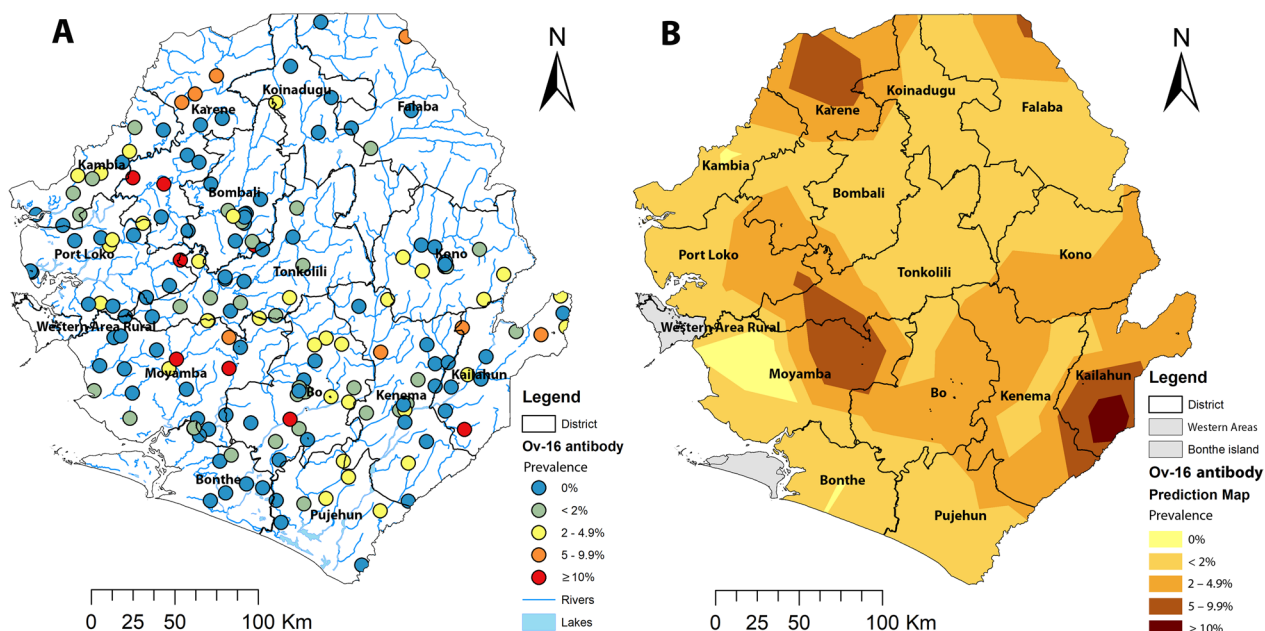 A
N
Koinadugu
Falaba
Karene
Kambia
Bombali
Port Loko
Kono
Tonkolili
Western Area Rural
Moyamba
Kailahun
Bo
Kenema
Bonthe
Pujehun
Legend
District
Ov-16 antibody
Prevalence
0%
< 2%
2 - 4.9%
5 - 9.9%
≥ 10%
Rivers
Lakes
0 25 50 100 Km
B
N
Koinadugu
Falaba
Karene
Kambia
Bombali
Port Loko
Kono
Tonkolili
Western Area Rural
Moyamba
Kailahun
Bo
Kenema
Bonthe
Pujehun
Legend
District
Western Areas
Bonthe island
Ov-16 antibody
Prediction Map
Prevalence
0%
< 2%
2 – 4.9%
5 – 9.9%
≥ 10%
0 25 50 100 Km